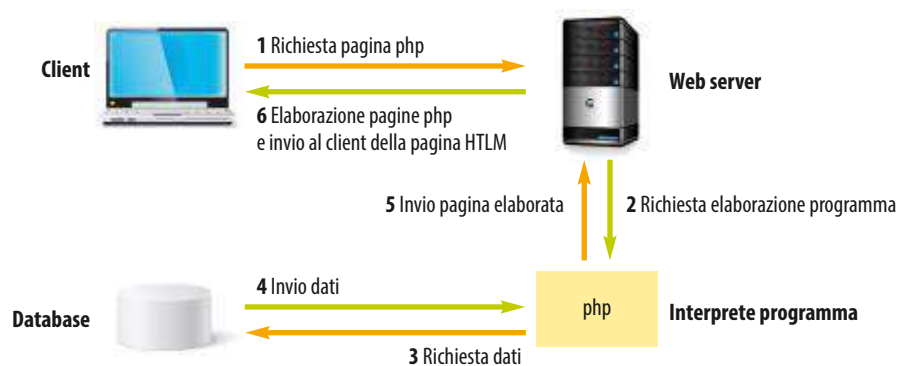 1 Richiesta pagina php
Client
Web server
6 Elaborazione pagine php
e invio al client della pagina HTLM
5 Invio pagina elaborata
2 Richiesta elaborazione programma
4 Invio dati
php
Database
Interprete programma
3 Richiesta dati